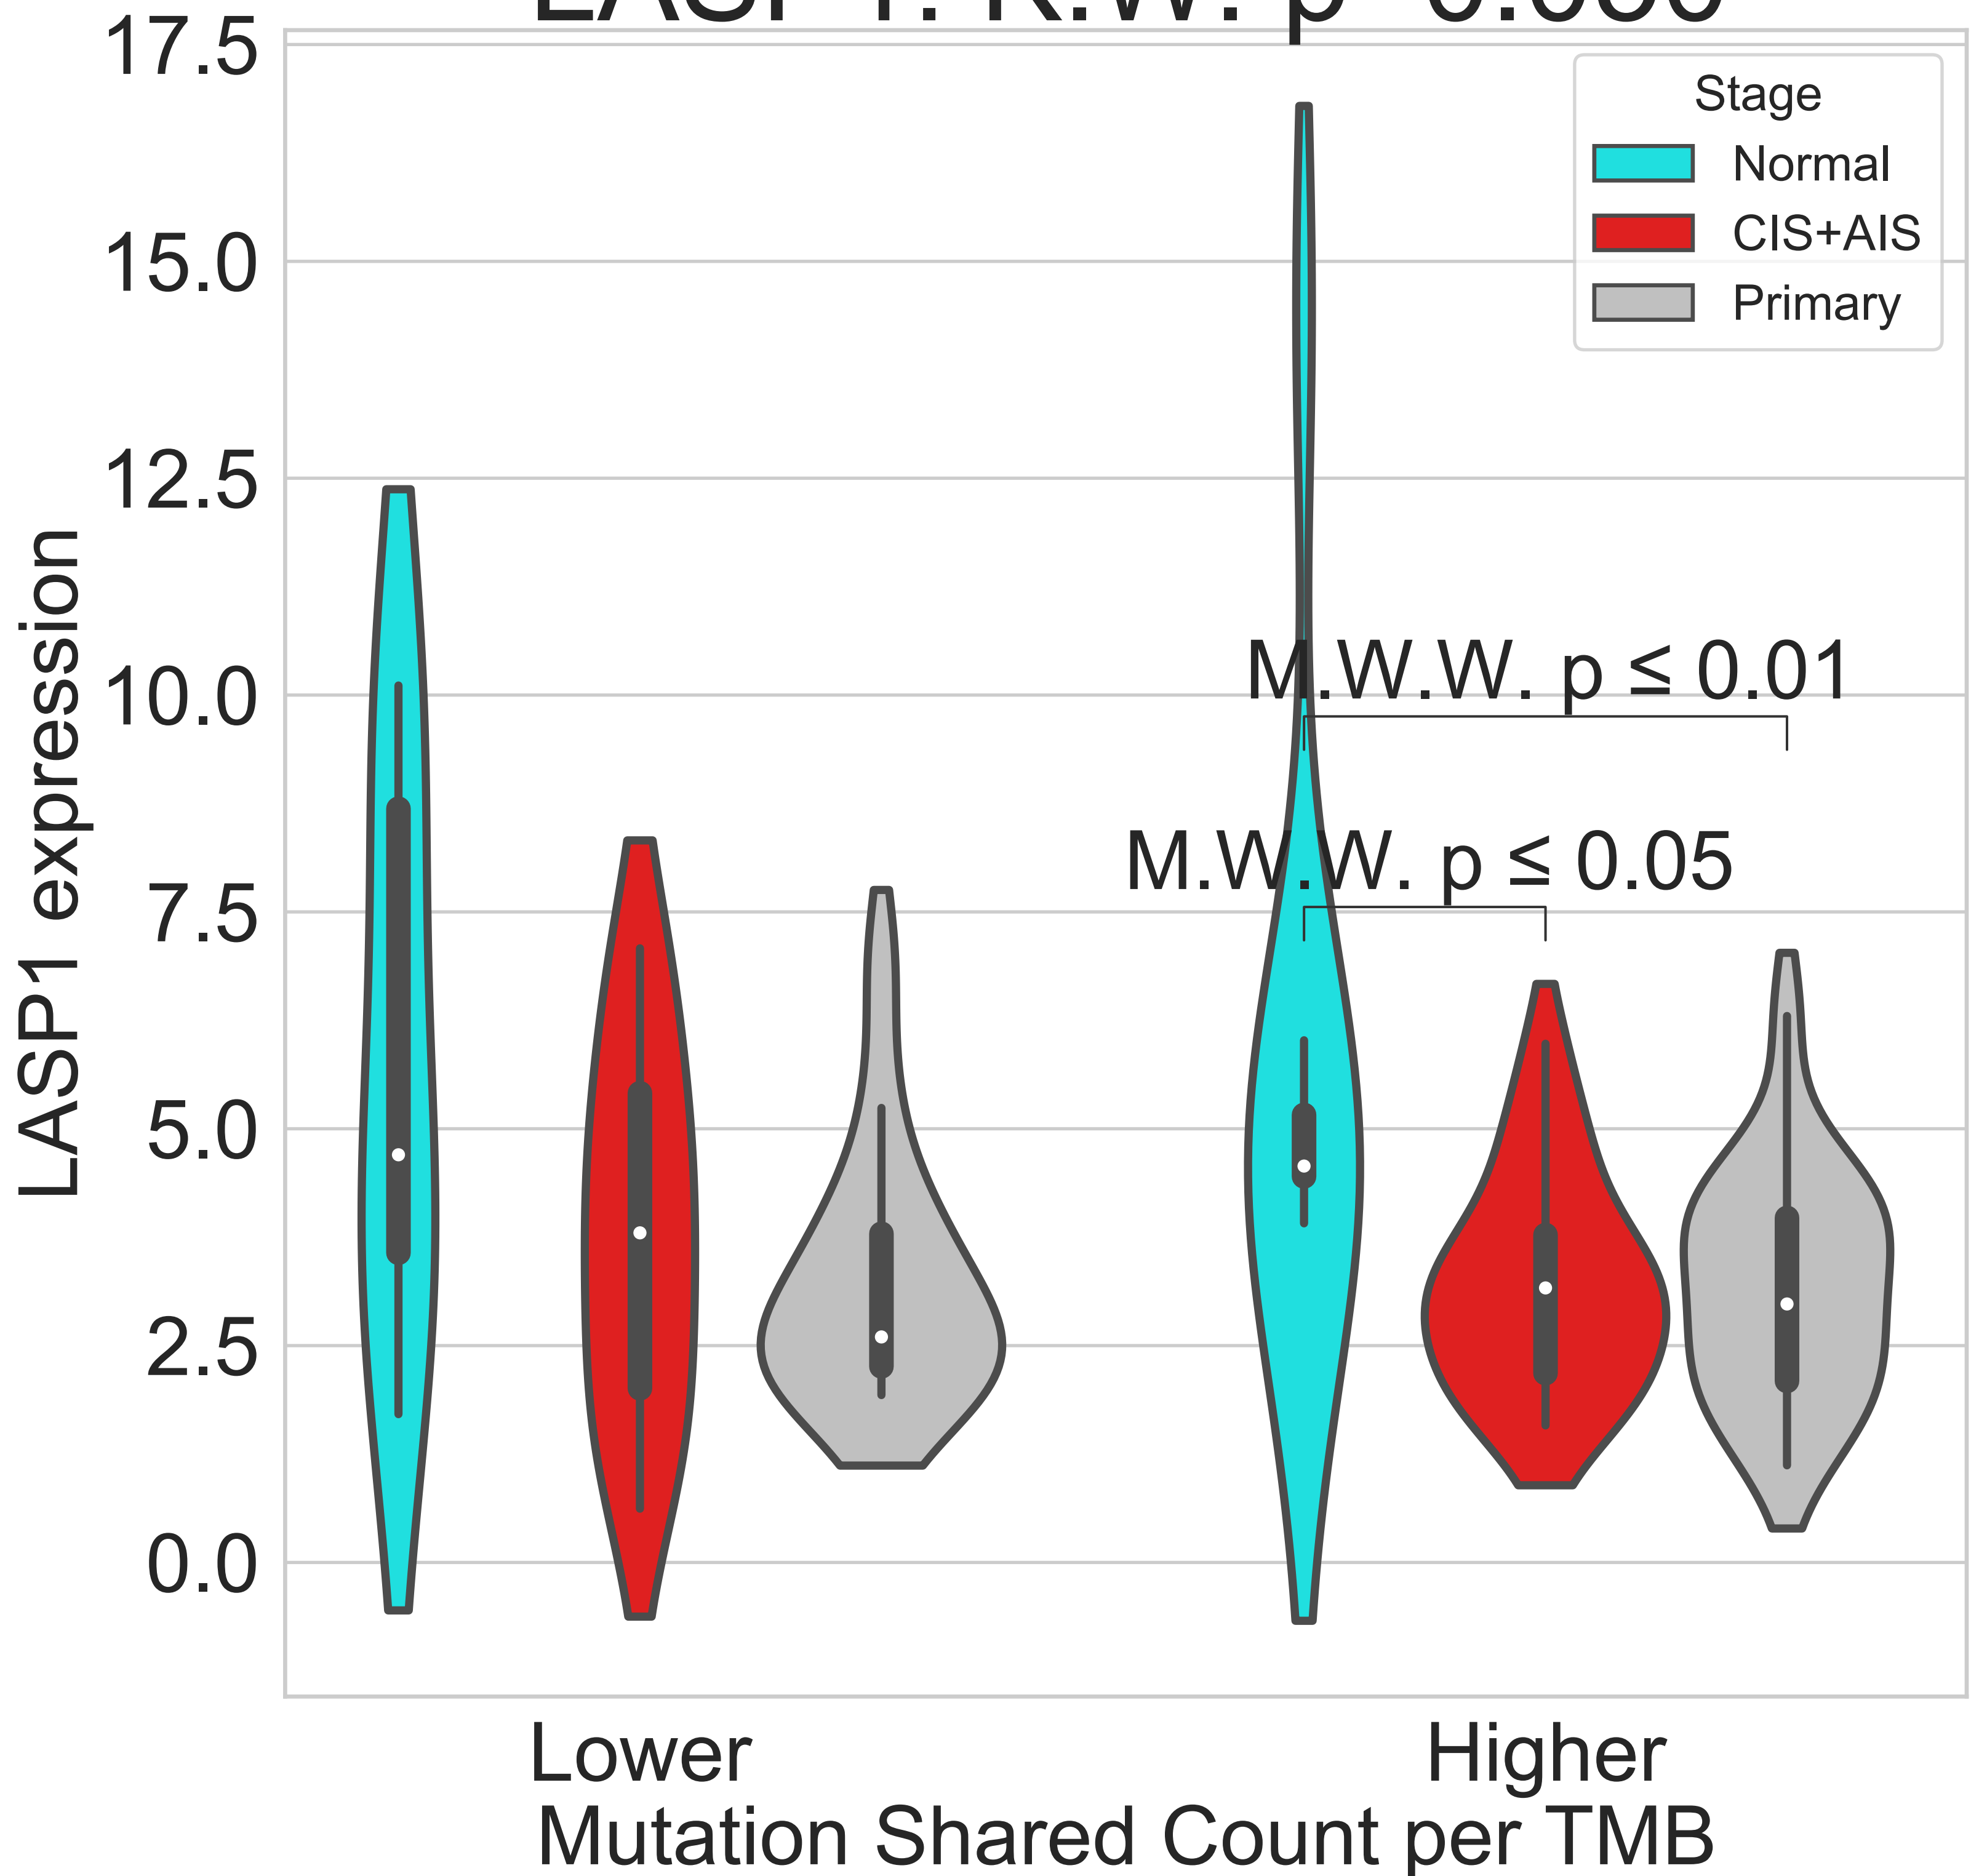 17.5
15.0
12.5
10.0
7.5
5.0
2.5
0.0
LASP1 expression
Stage
Normal
CIS+AIS
Primary
M.W.W. p ≤ 0.01
M.W.W. p ≤ 0.05
Lower
Higher
Mutation Shared Count per TMB